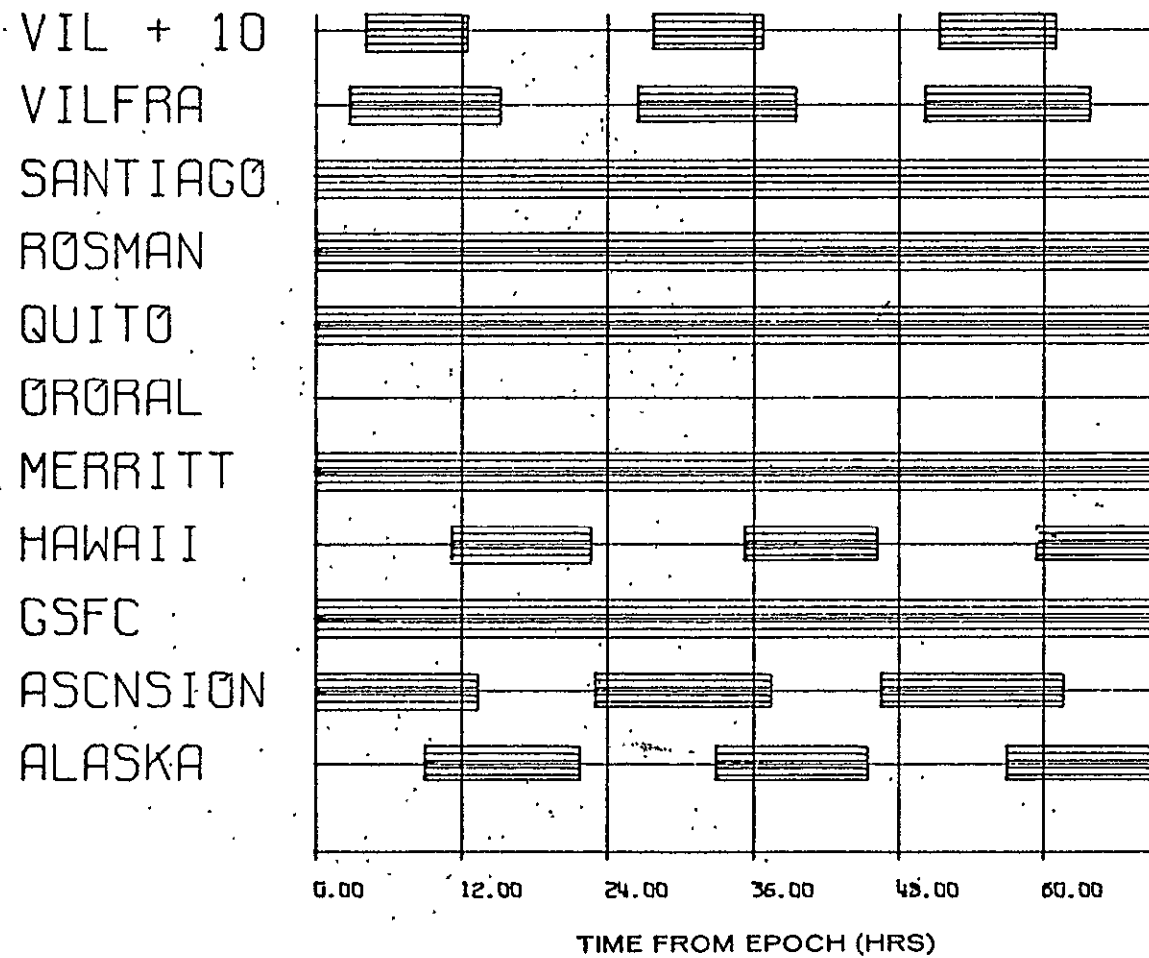 VIL + 10
VILFRA
SANTIAGO
ROSMAN
QUITO
ORORAL
MERRITT
HAWAII
GSFC
ASCNSION
ALASKA
0.00 12.00 24.00 36.00 48.00 60.00
TIME FROM EPOCH (HRS)